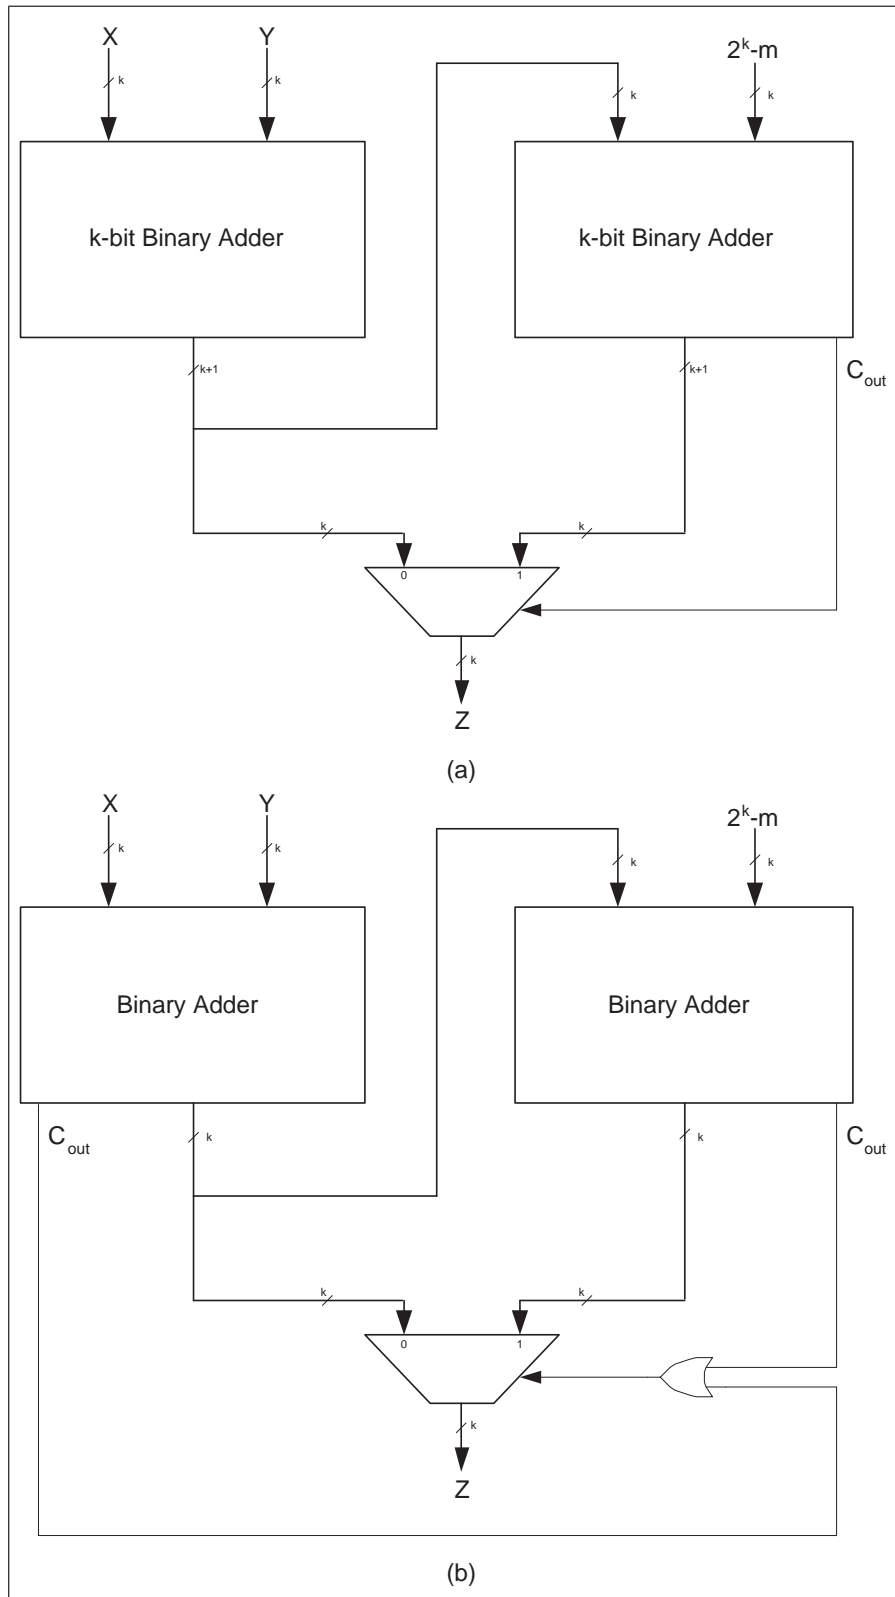 X Y 2^k-m
k k k k
k-bit Binary Adder k-bit Binary Adder
k+1 k+1 C_out
k k
0 1
k
Z
(a)
X Y 2^k-m
k k k k
Binary Adder Binary Adder
C_out k k C_out
k k
0 1
k
Z
(b)